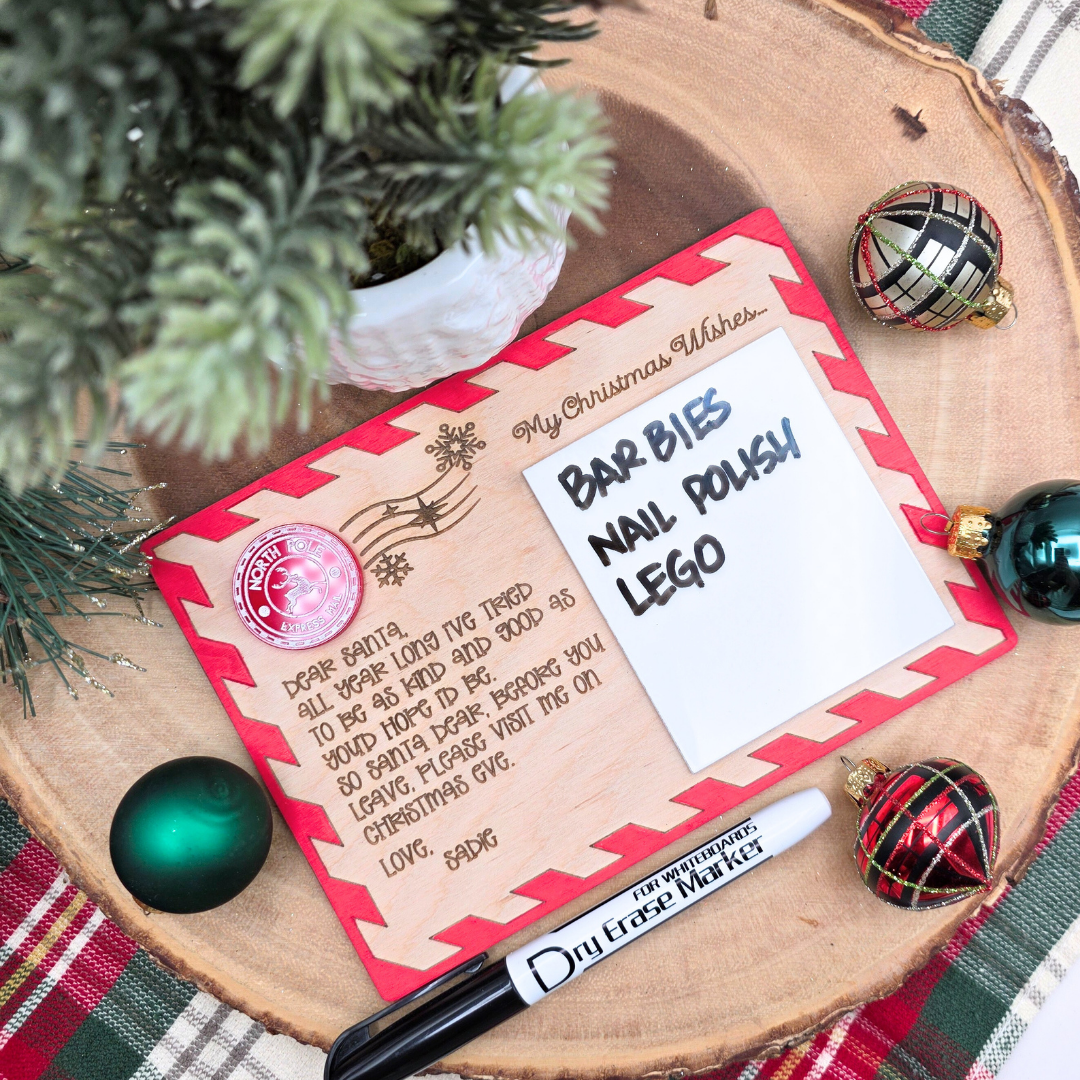 My Christmas Wishes...
BARBIES
NAIL POLISH
LEGO
NORTH POLE
EXPRESS MAIL
DEAR SANTA,
ALL YEAR LONG I'VE TRIED
TO BE AS KIND AND GOOD AS
YOU'D HOPE I'D BE.
SO SANTA DEAR, BEFORE YOU
LEAVE, PLEASE VISIT ME ON
CHRISTMAS EVE.
LOVE, SADIE
FOR WHITEBOARDS
Dry Erase Marker